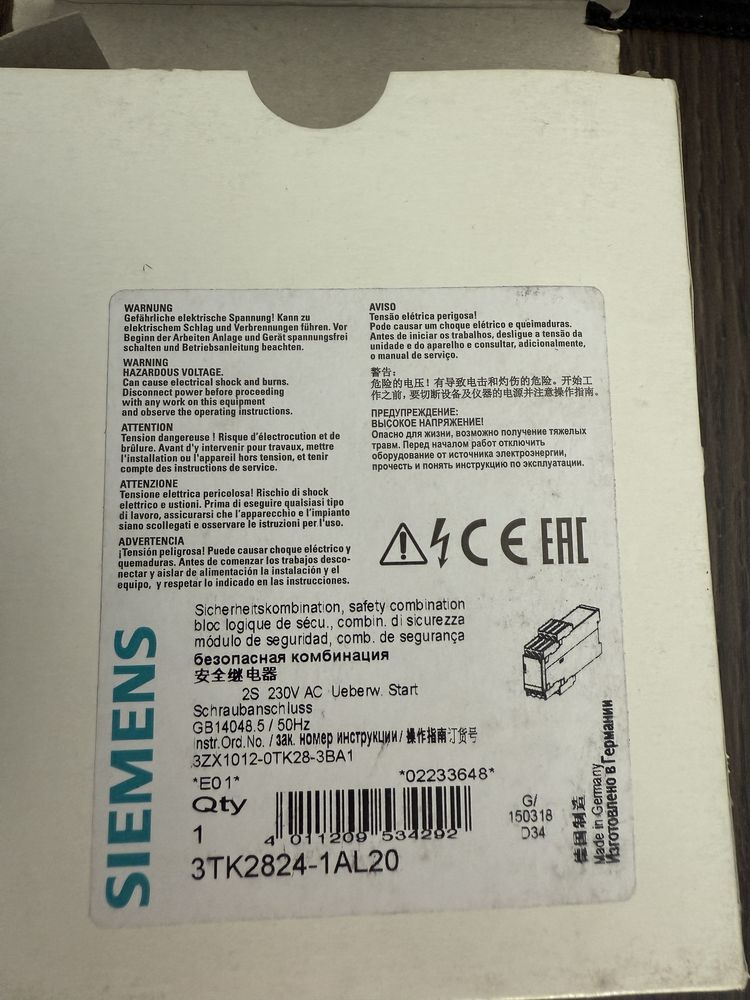 WARNUNG
Gefährliche elektrische Spannung! Kann zu
elektrischem Schlag und Verbrennungen führen. Vor
Beginn der Arbeiten Anlage und Gerät spannungsfrei
schalten und Betriebsanleitung beachten.
WARNING
HAZARDOUS VOLTAGE.
Can cause electrical shock and burns.
Disconnect power before proceeding
with any work on this equipment
and observe the operating instructions.
ATTENTION
Tension dangereuse ! Risque d'électrocution et de
brûlure. Avant d'y intervenir pour travaux, mettre
l'installation ou l'appareil hors tension, et tenir
compte des instructions de service.
ATTENZIONE
Tensione elettrica pericolosa! Rischio di shock
elettrico e ustioni. Prima di eseguire qualsiasi tipo
di lavoro, assicurarsi che l'apparecchio e l'impianto
siano scollegati e osservare le istruzioni per l'uso.
ADVERTENCIA
¡Tensión peligrosa! Puede causar choque eléctrico y
quemaduras. Antes de comenzar los trabajos desco-
nectar y aislar de alimentación la instalación y el
equipo, y respetar lo indicado en las instrucciones.
AVISO
Tensão elétrica perigosa!
Pode causar um choque elétrico e queimaduras.
Antes de iniciar os trabalhos, desligue a tensão da
unidade e do aparelho e consultar, adicionalmente,
o manual de serviço.
警告:
危险的电压！有导致电击和灼伤的危险。开始工
作之前,要切断设备及仪器的电源并注意操作指南。
ПРЕДУПРЕЖДЕНИЕ:
ВЫСОКОЕ НАПРЯЖЕНИЕ!
Опасно для жизни, возможно получение тяжелых
травм. Перед началом работ отключить
оборудование от источника электроэнергии,
прочесть и понять инструкцию по эксплуатации.
CE EAC
SIEMENS
Sicherheitskombination, safety combination
bloc logique de sécu., combin. di sicurezza
módulo de seguridad, comb. de segurança
безопасная комбинация
安全继电器
2S 230V AC Ueberw. Start
Schraubanschluss
GB14048.5 / 50Hz
Instr.Ord.No. / зак. номер инструкции / 操作指南订货号
3ZX1012-0TK28-3BA1
*E01* *02233648*
Qty
1
4 011209 534292
3TK2824-1AL20
G/
150318
D34
德国制造
Made in Germany
Изготовлено в Германии